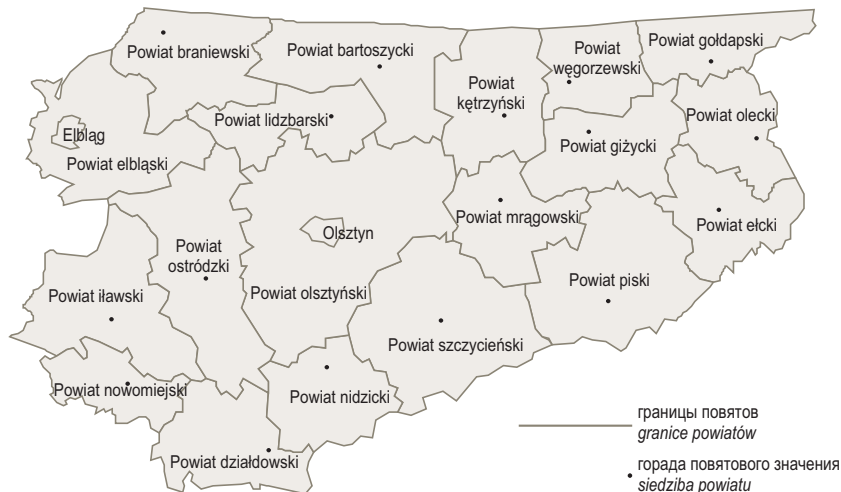 Powiat braniewski
Powiat bartoszycki
Powiat
węgorzewski
Powiat gołdapski
Powiat
kętrzyński
Powiat lidzbarski
Powiat olecki
Elbląg
Powiat giżycki
Powiat elbląski
Powiat mrągowski
Powiat ełcki
Olsztyn
Powiat
ostródzki
Powiat piski
Powiat olsztyński
Powiat iławski
Powiat szczycieński
Powiat nowomiejski
Powiat nidzicki
Powiat działdowski
границы повятов
granice powiatów
горада повятового значения
siedziba powiatu